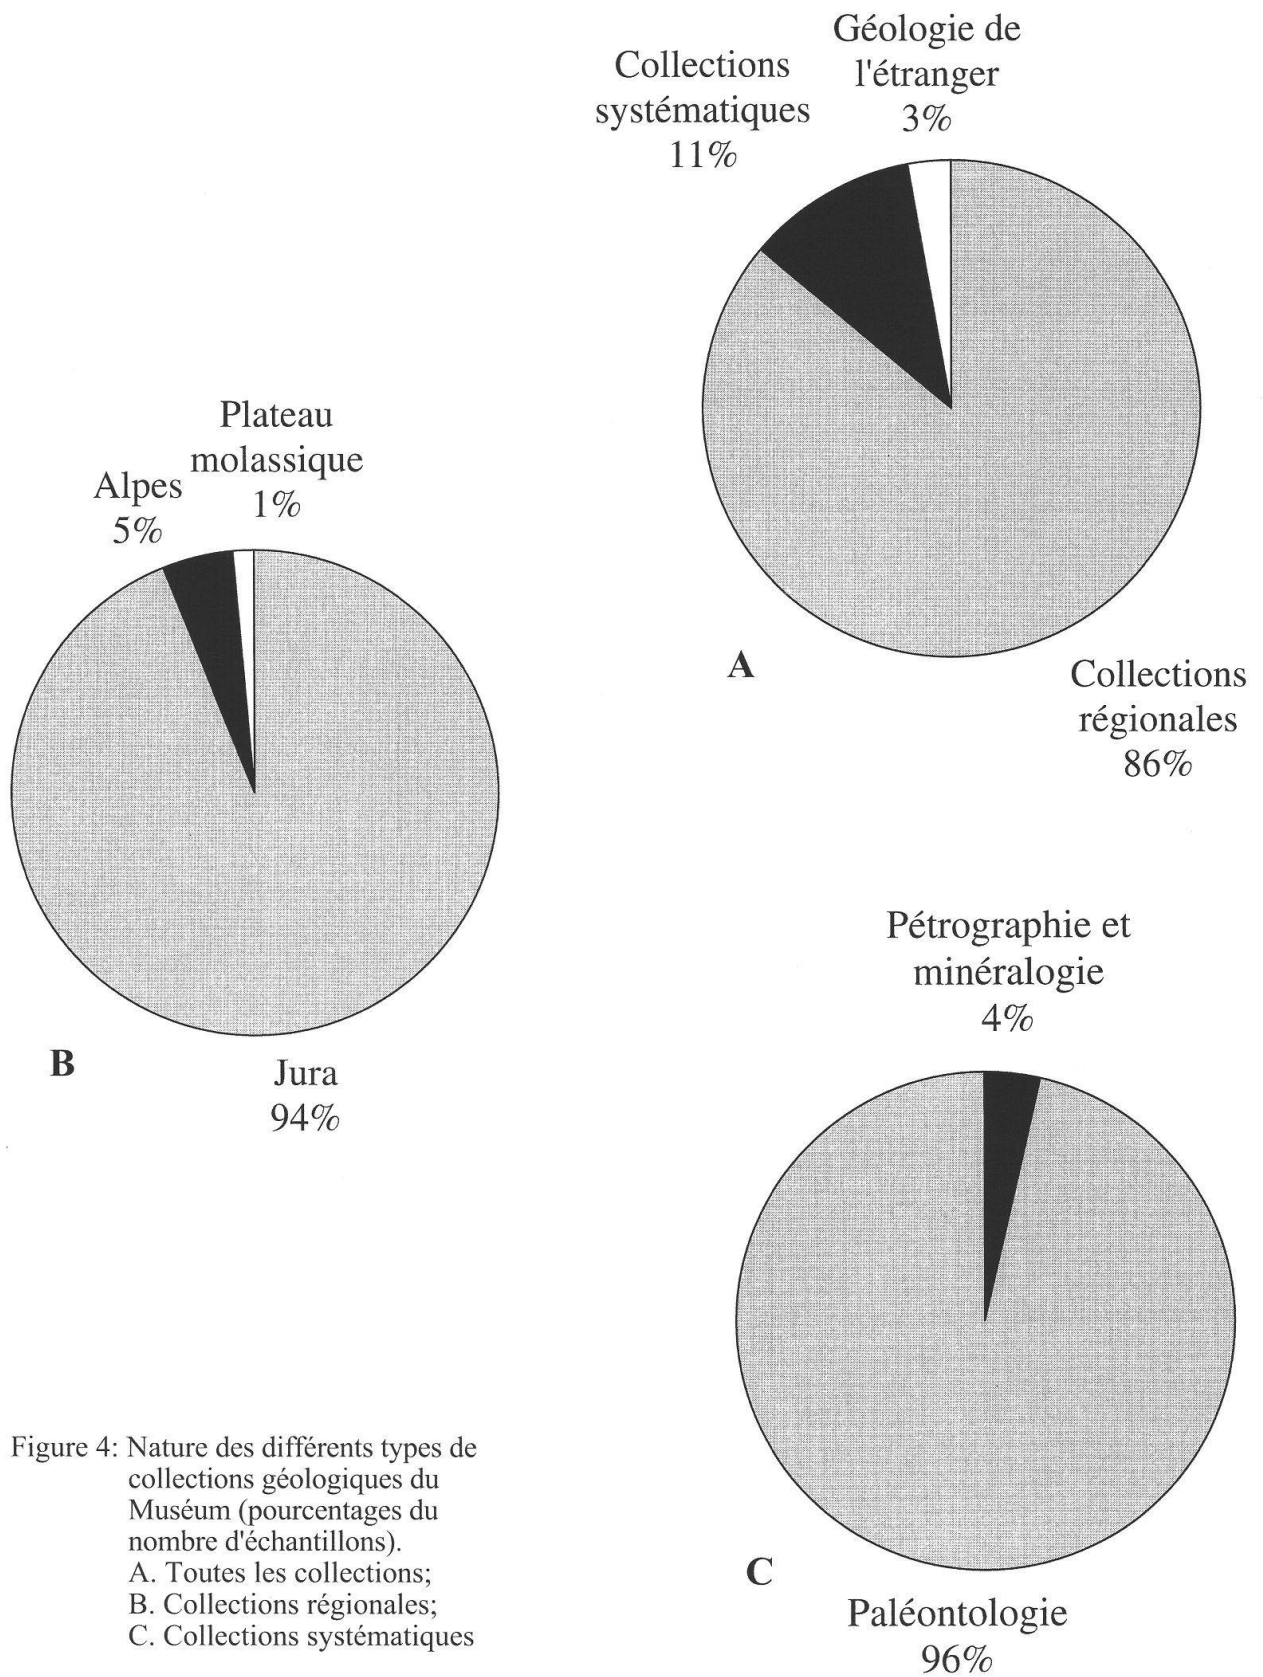 Géologie de
l'étranger
3%
Collections
systématiques
11%
A
Collections
régionales
86%
Plateau
molassique
1%
Alpes
5%
B
Jura
94%
Pétrographie et
minéralogie
4%
C
Paléontologie
96%
Figure 4: Nature des différents types de
collections géologiques du
Muséum (pourcentages du
nombre d'échantillons).
A. Toutes les collections;
B. Collections régionales;
C. Collections systématiques